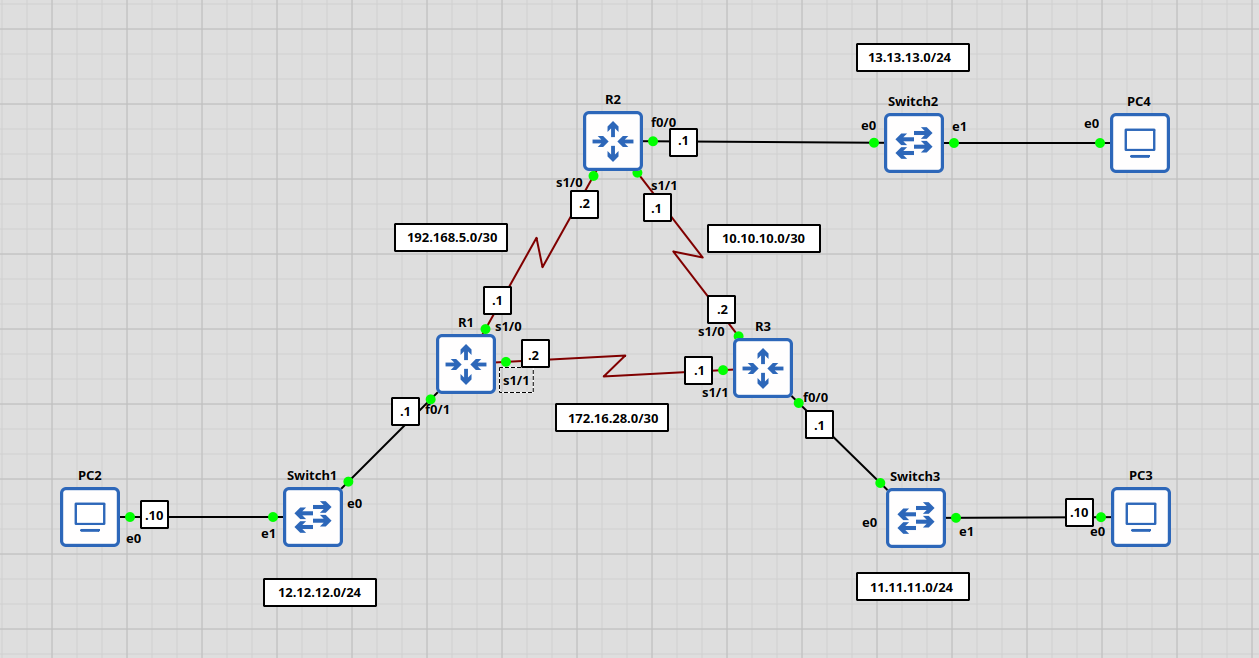 13.13.13.0/24
R2
Switch2
PC4
f0/0
.1
e0
e1
e0
s1/0
s1/1
.2
.1
192.168.5.0/30
10.10.10.0/30
.1
.2
R1
s1/0
s1/0
R3
.2
.1
s1/1
s1/1
.1
f0/1
f0/0
.1
172.16.28.0/30
PC2
Switch1
Switch3
PC3
.10
e0
e1
e0
e0
e1
.10
e0
12.12.12.0/24
11.11.11.0/24